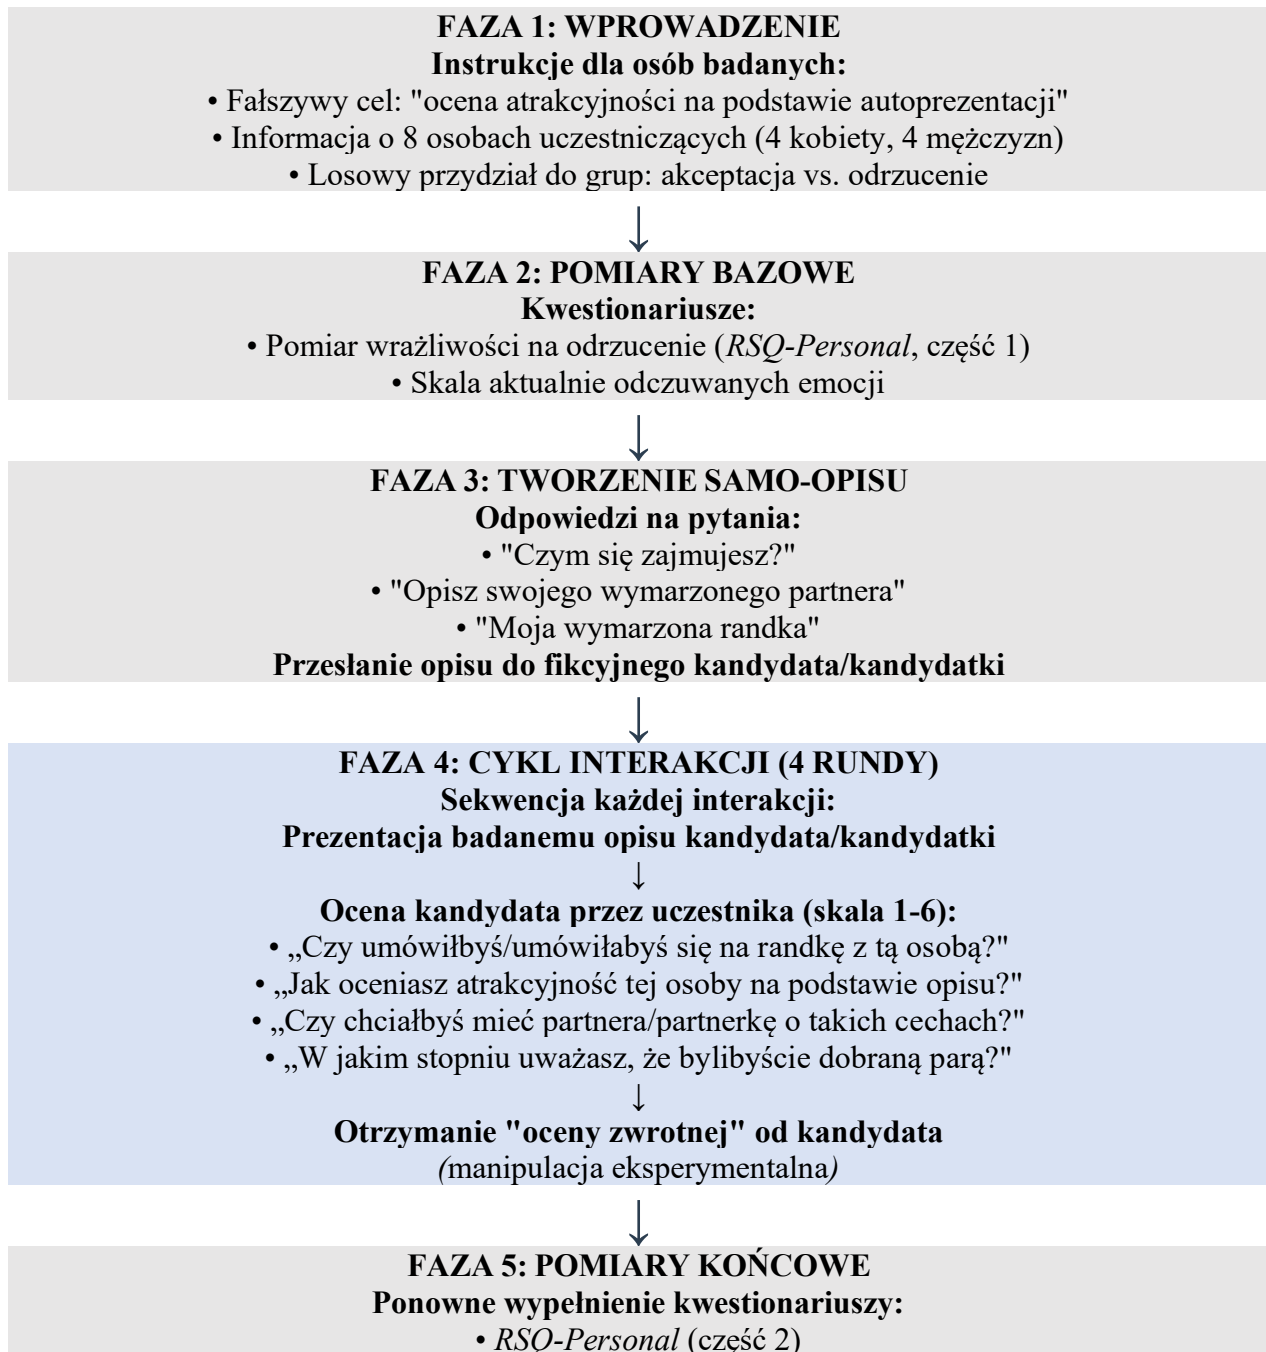 FAZA 1: WPROWADZENIE
Instrukcje dla osób badanych:
• Fałszywy cel: "ocena atrakcyjności na podstawie autoprezentacji"
• Informacja o 8 osobach uczestniczących (4 kobiety, 4 mężczyzn)
• Losowy przydział do grup: akceptacja vs. odrzucenie
↓
FAZA 2: POMIARY BAZOWE
Kwestionariusze:
• Pomiar wrażliwości na odrzucenie (RSQ-Personal, część 1)
• Skala aktualnie odczuwanych emocji
↓
FAZA 3: TWORZENIE SAMO-OPISU
Odpowiedzi na pytania:
• "Czym się zajmujesz?"
• "Opisz swojego wymarzonego partnera"
• "Moja wymarzona randka"
Przesłanie opisu do fikcyjnego kandydata/kandydatki
↓
FAZA 4: CYKL INTERAKCJI (4 RUNDY)
Sekwencja każdej interakcji:
Prezentacja badanemu opisu kandydata/kandydatki
↓
Ocena kandydata przez uczestnika (skala 1-6):
• „Czy umówiłbyś/umówiłabyś się na randkę z tą osobą?"
• „Jak oceniasz atrakcyjność tej osoby na podstawie opisu?"
• „Czy chciałbyś mieć partnera/partnerkę o takich cechach?"
• „W jakim stopniu uważasz, że bylibyście dobraną parą?"
↓
Otrzymanie "oceny zwrotnej" od kandydata
(manipulacja eksperymentalna)
↓
FAZA 5: POMIARY KOŃCOWE
Ponowne wypełnienie kwestionariuszy:
• RSQ-Personal (część 2)